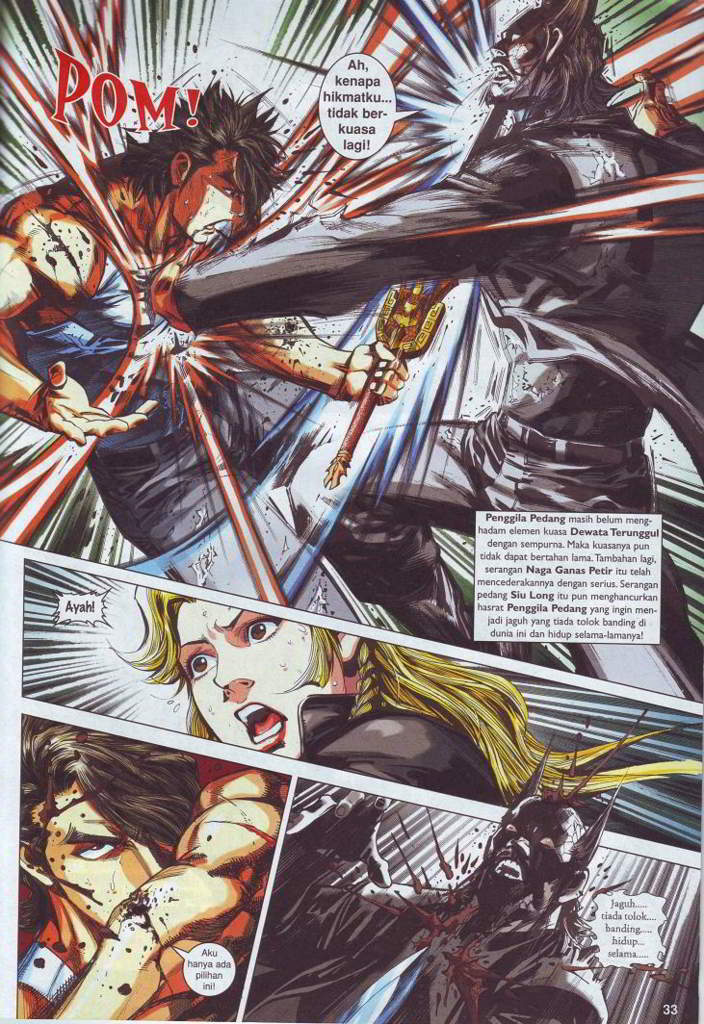 POM!
Ah,
kenapa
hikmatku...
tidak ber-
kuasa
lagi!
Penggila Pedang masih belum meng-
hadam elemen kuasa Dewata Terunggul
dengan sempurna. Maka kuasanya pun
tidak dapat bertahan lama. Tambahan lagi,
serangan Naga Ganas Petir itu telah
mencederakannya dengan serius. Serangan
pedang Siu Long itu pun menghancurkan
hasrat Penggila Pedang yang ingin men-
jadi jaguh yang tiada tolok banding di
dunia ini dan hidup selama-lamanya!
Ayah!
Aku
hanya ada
pilihan
ini!
Jaguh.....
tiada tolok....
banding.....
hidup...
selama.....
33